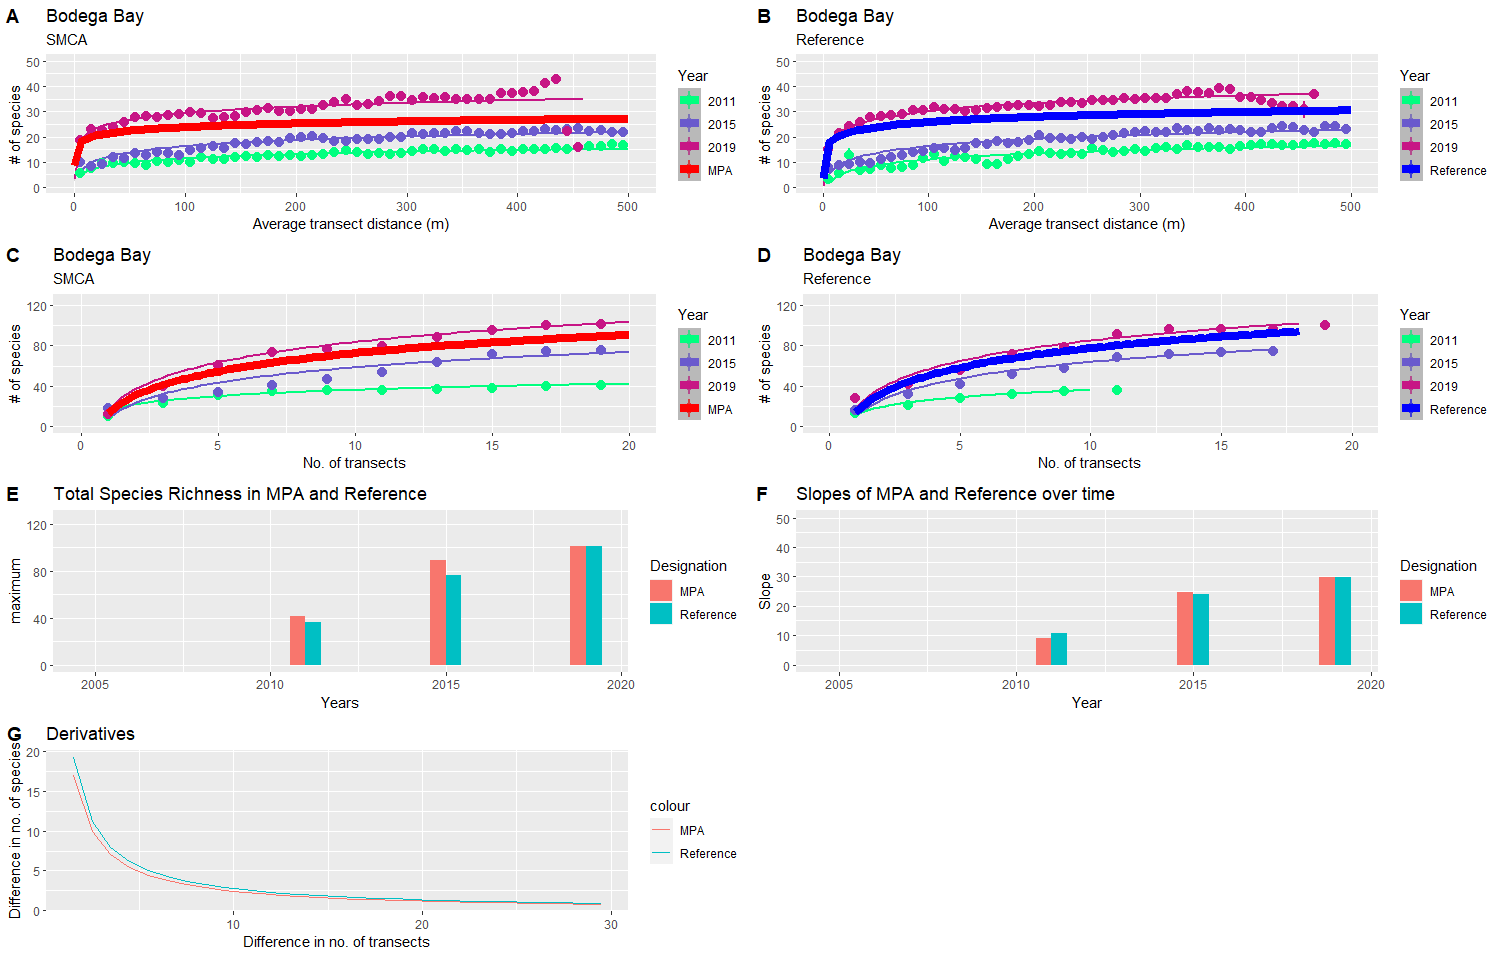 A
Bodega Bay
SMCA
# of species
50
40
30
20
10
0
0 100 200 300 400 500
Average transect distance (m)
Year
2011
2015
2019
MPA
B
Bodega Bay
Reference
# of species
50
40
30
20
10
0
0 100 200 300 400 500
Average transect distance (m)
Year
2011
2015
2019
Reference
C
Bodega Bay
SMCA
# of species
120
80
40
0
0 5 10 15 20
No. of transects
Year
2011
2015
2019
MPA
D
Bodega Bay
Reference
# of species
120
80
40
0
0 5 10 15 20
No. of transects
Year
2011
2015
2019
Reference
E
Total Species Richness in MPA and Reference
maximum
120
80
40
0
2005 2010 2015 2020
Years
Designation
MPA
Reference
F
Slopes of MPA and Reference over time
Slope
50
40
30
20
10
0
2005 2010 2015 2020
Year
Designation
MPA
Reference
G
Derivatives
Difference in no. of species
20
15
10
5
0
10 20 30
Difference in no. of transects
colour
MPA
Reference